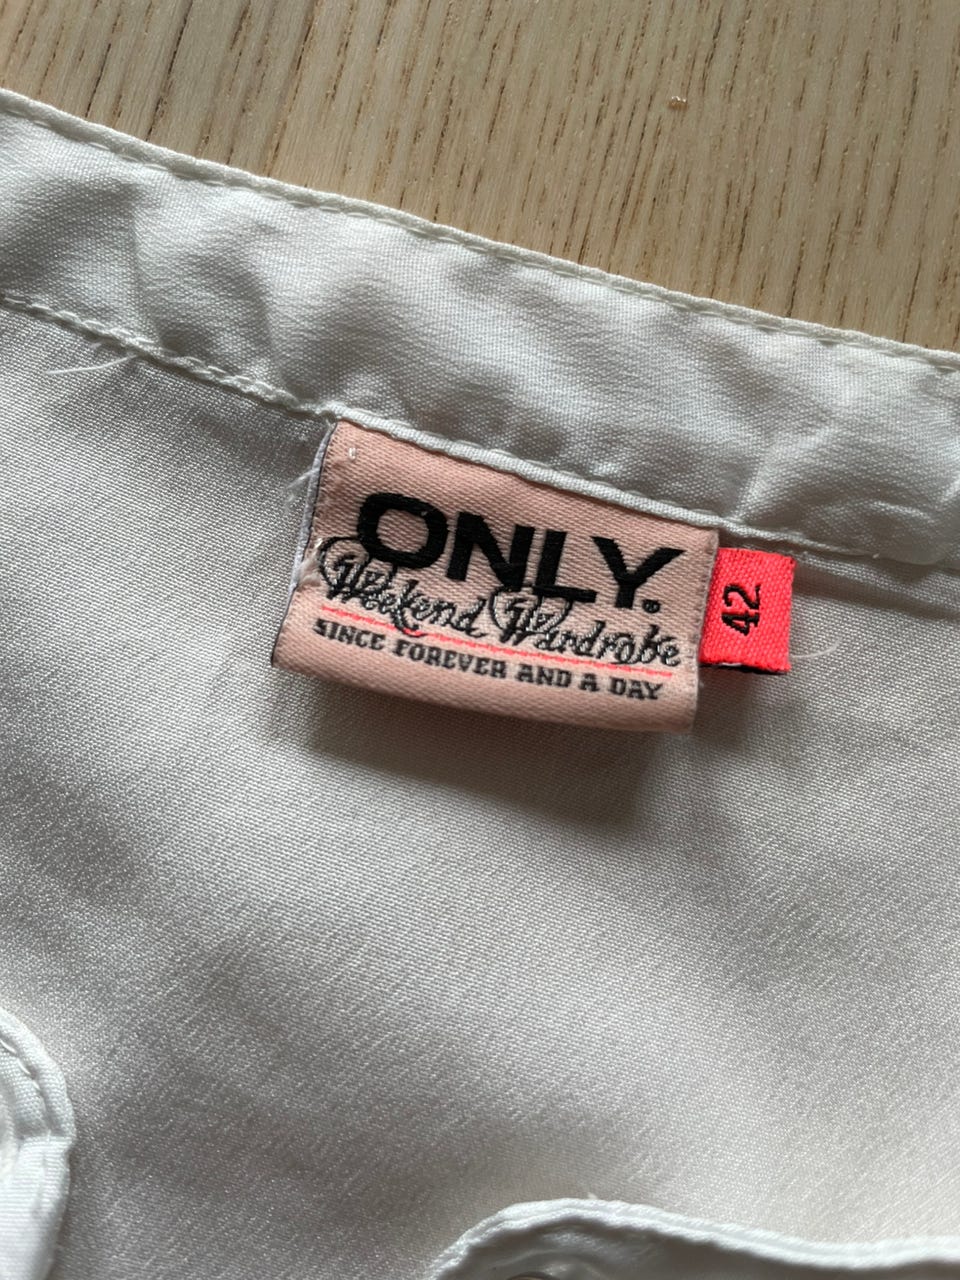 ONLY.®
Weekend Wardrobe
SINCE FOREVER AND A DAY
42